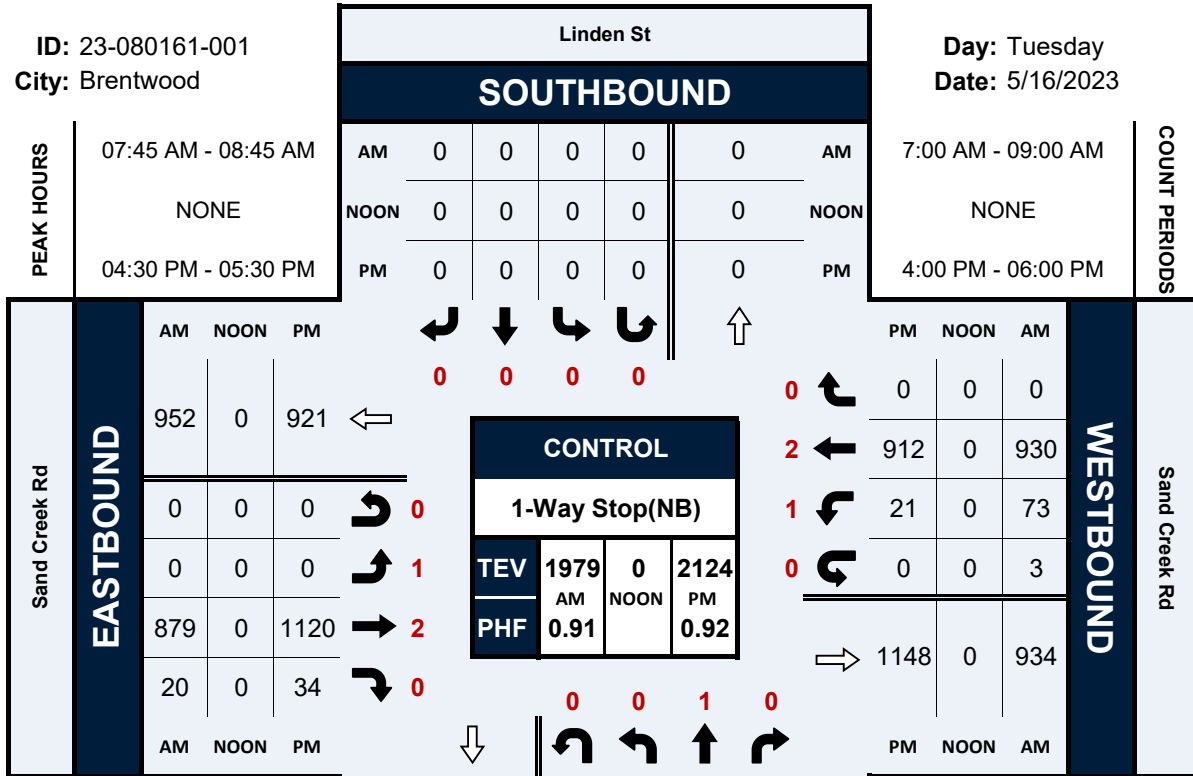 Linden St
ID: 23-080161-001
City: Brentwood
Day: Tuesday
Date: 5/16/2023
SOUTHBOUND
PEAK HOURS
07:45 AM - 08:45 AM
NONE
04:30 PM - 05:30 PM
AM 0 0 0 0 0 AM
NOON 0 0 0 0 0 NOON
PM 0 0 0 0 0 PM
7:00 AM - 09:00 AM
NONE
4:00 PM - 06:00 PM
COUNT PERIODS
0 0 0 0
Sand Creek Rd
EASTBOUND
AM NOON PM
952 0 921
0 0 0 0
0 0 0 1
879 0 1120 2
20 0 34 0
AM NOON PM
CONTROL
1-Way Stop(NB)
TEV 1979 0 2124
AM NOON PM
PHF 0.91 0.92
PM NOON AM
0 0 0 0
2 912 0 930
1 21 0 73
0 0 0 3
1148 0 934
PM NOON AM
WESTBOUND
Sand Creek Rd
0 0 1 0